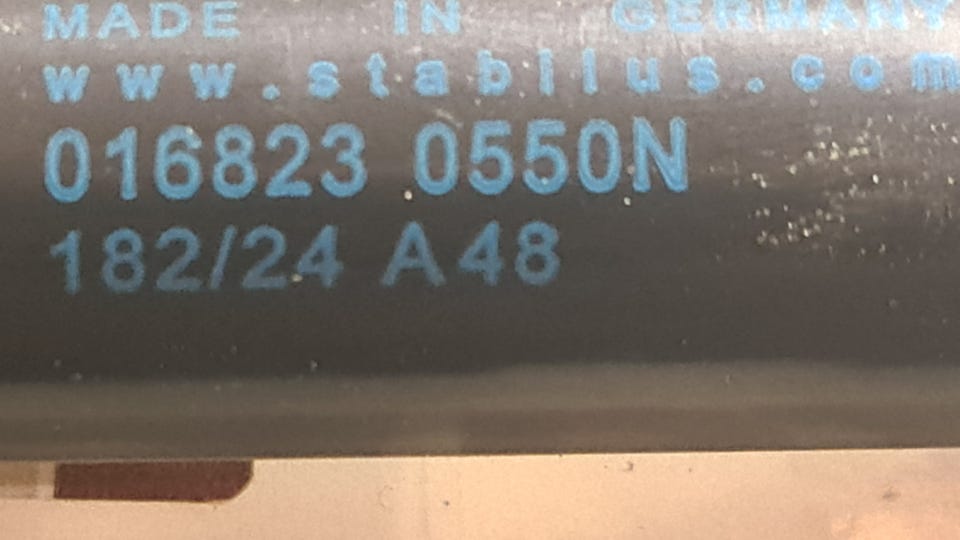 MADE IN GERMANY
www.stabilus.com
016823 0550N
182/24 A48